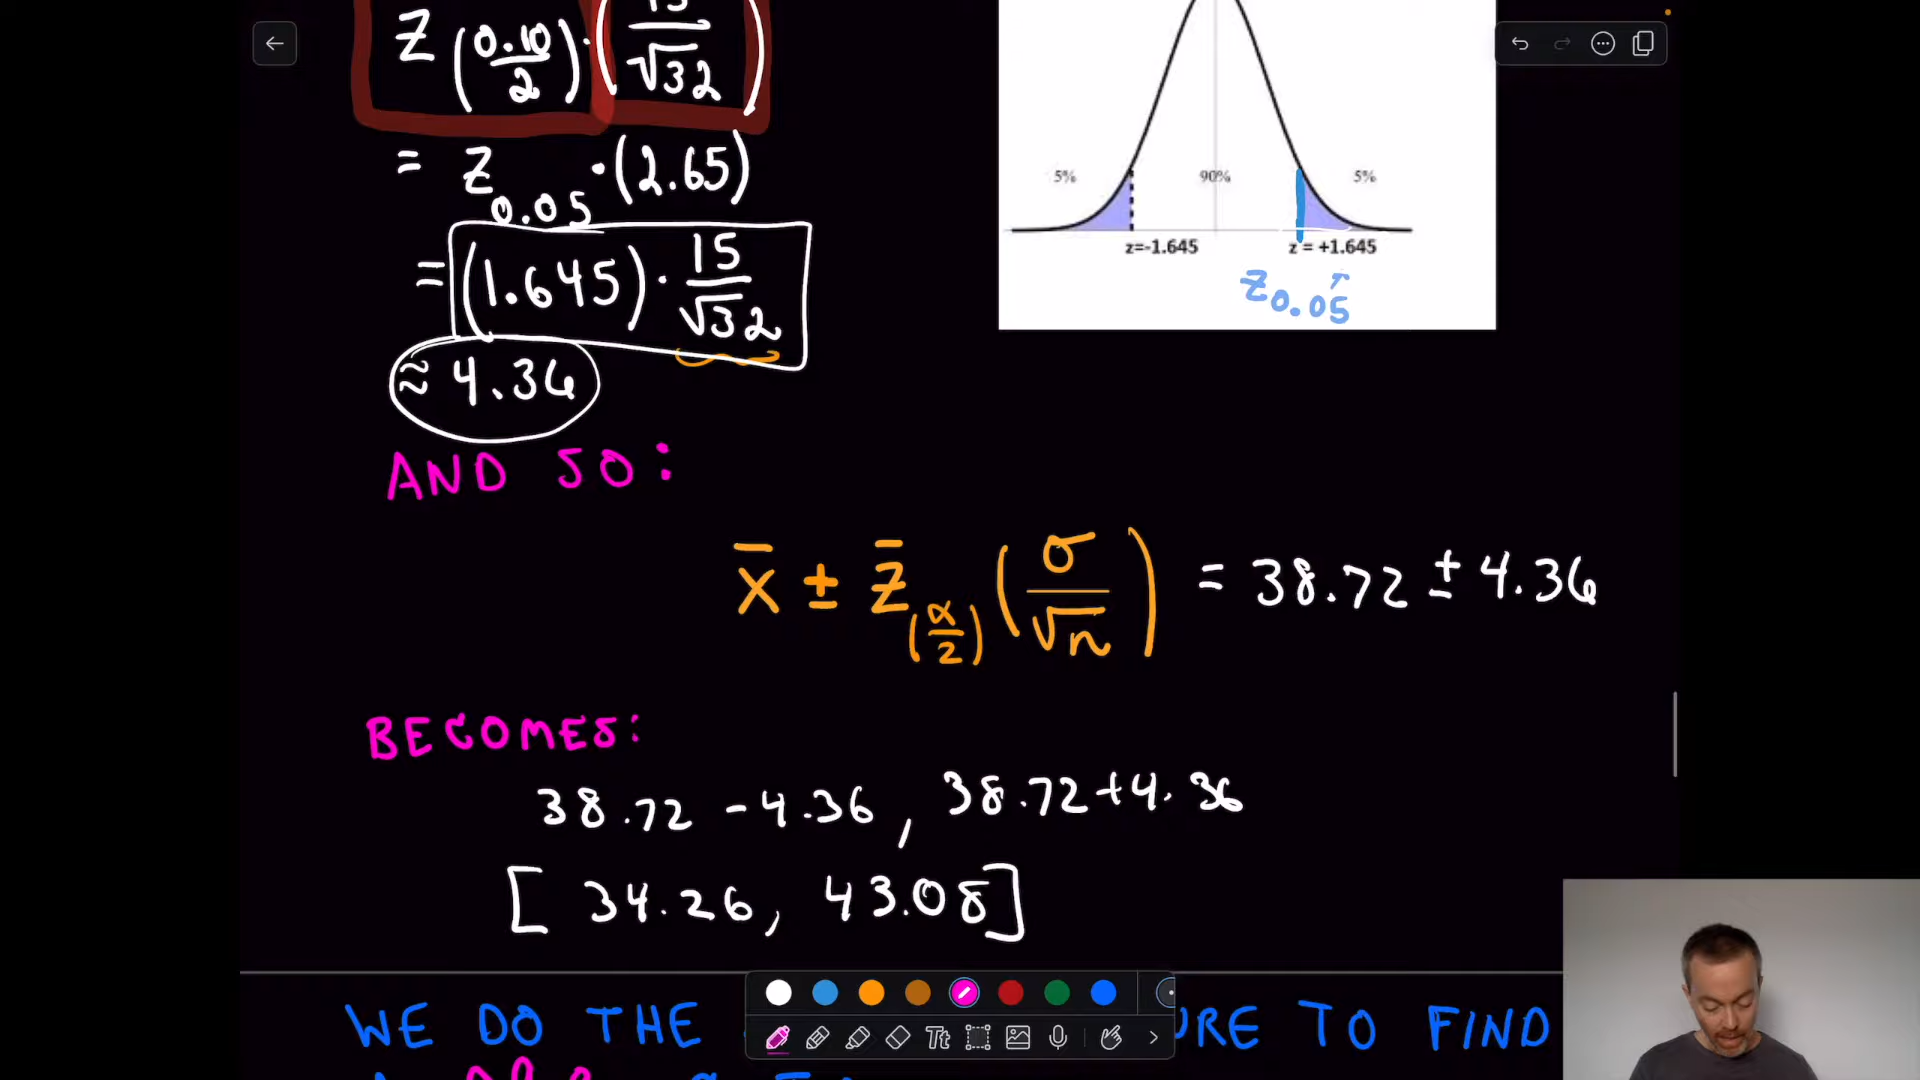 Z(0.10/2) · (15/√32)
= Z0.05 · (2.65)
= (1.645) · 15/√32
≈ 4.36
5% 90% 5%
z=-1.645 z = +1.645
Z0.05
AND SO:
x̄ ± z̄(α/2) (σ/√n) = 38.72 ± 4.36
BECOMES:
38.72 - 4.36, 38.72 + 4.36
[ 34.26, 43.08 ]
WE DO THE URE TO FIND
Tt